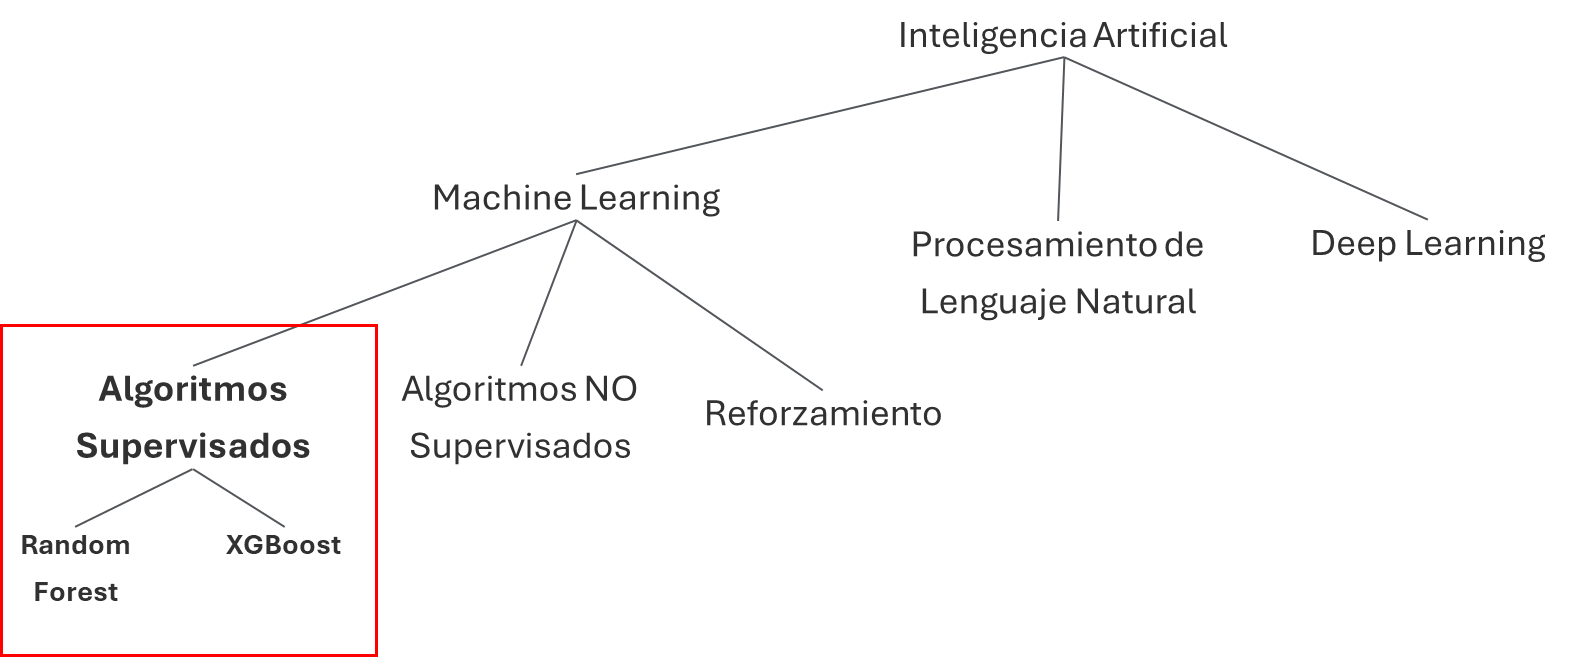 Inteligencia Artificial
Machine Learning
Procesamiento de
Lenguaje Natural
Deep Learning
Algoritmos
Supervisados
Algoritmos NO
Supervisados
Reforzamiento
Random
Forest
XGBoost